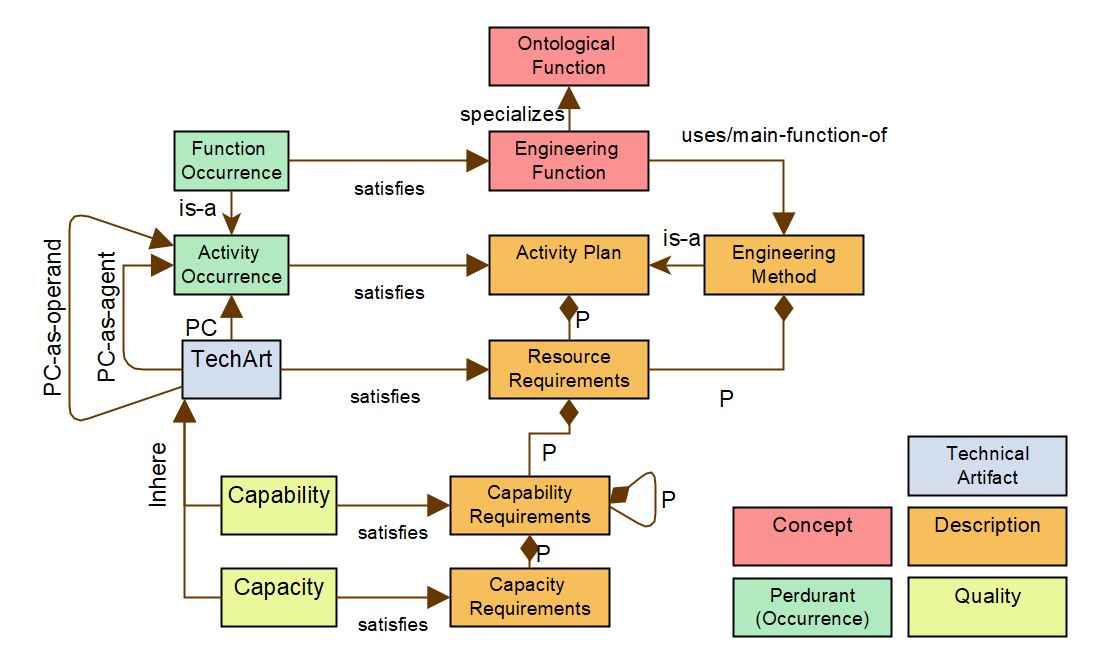 Ontological
Function
specializes
Function
Occurrence
satisfies
Engineering
Function
uses/main-function-of
is-a
PC-as-operand
PC-as-agent
Activity
Occurrence
satisfies
Activity Plan
is-a
Engineering
Method
PC
P
TechArt
satisfies
Resource
Requirements
P
P
Inhere
Capability
satisfies
Capability
Requirements
P
P
Capacity
satisfies
Capacity
Requirements
Technical
Artifact
Concept
Description
Perdurant
(Occurrence)
Quality